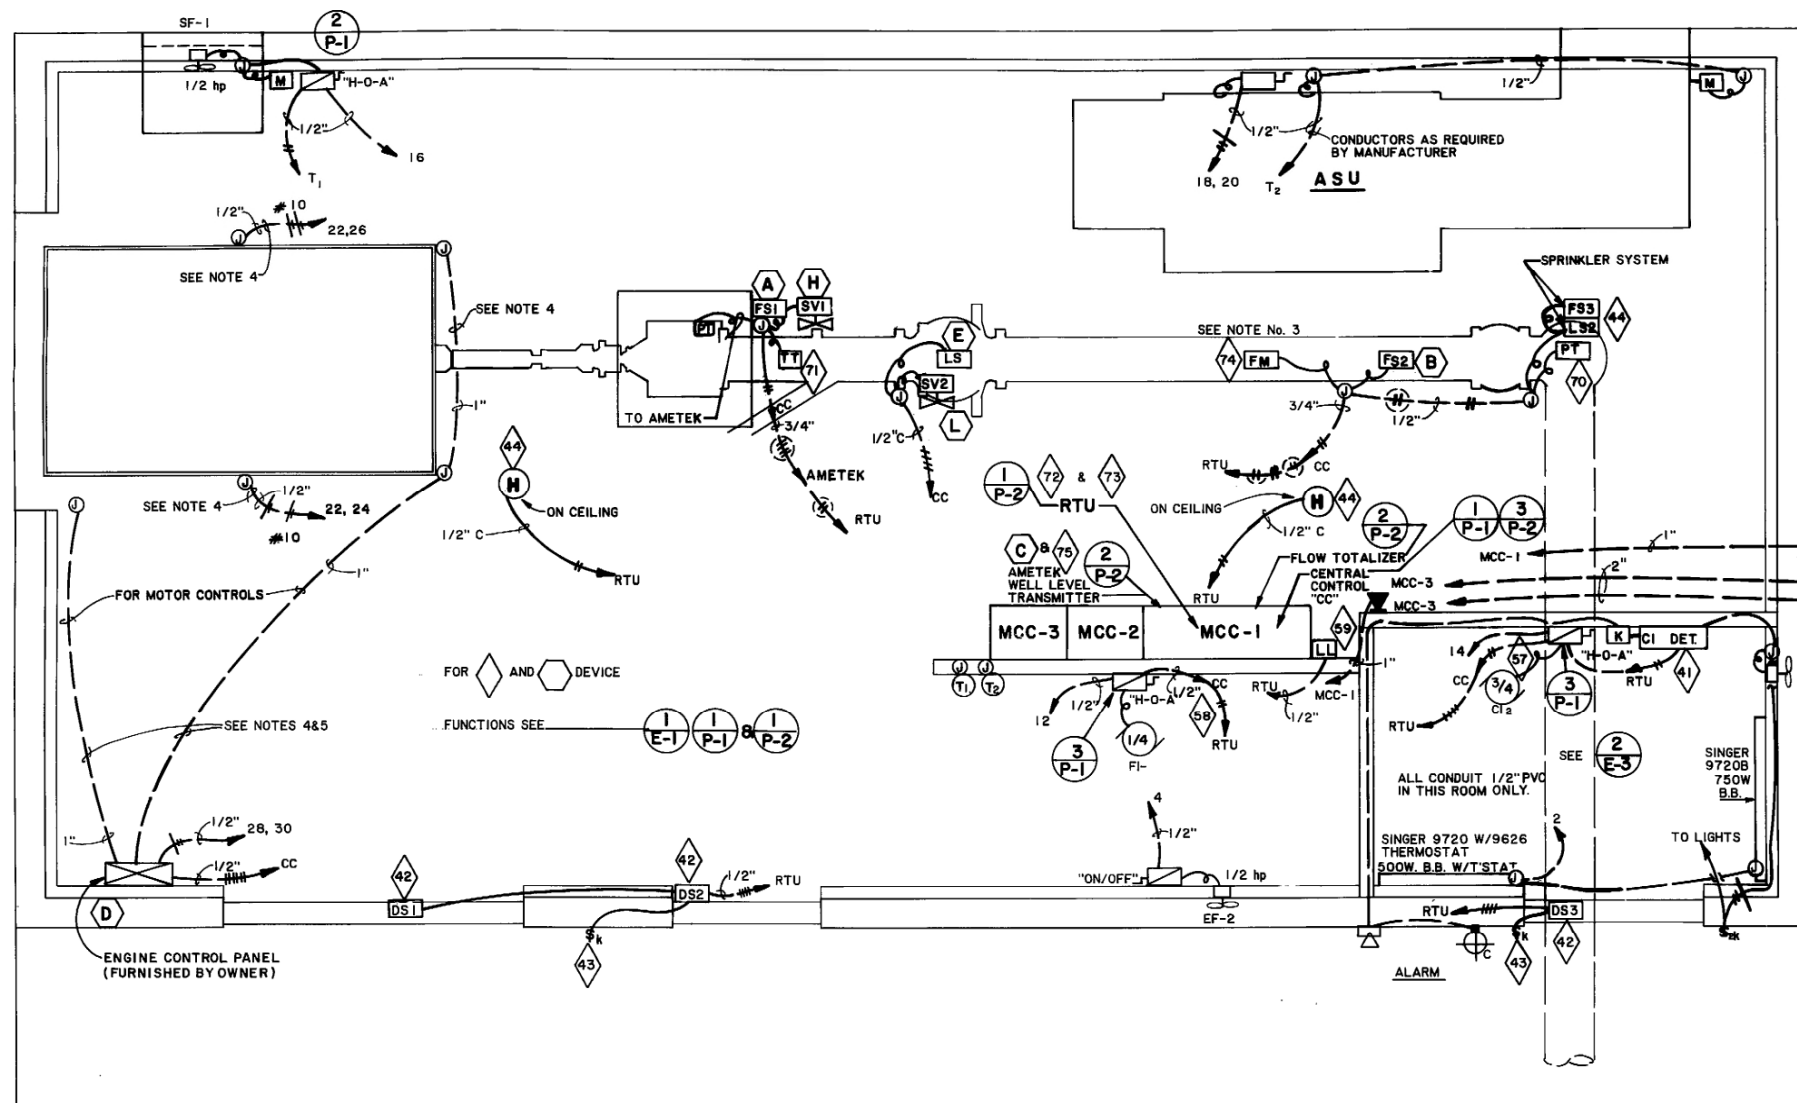 SF-1
2
P-1
J
1/2 hp
M
"H-O-A"
1/2"
16
T1
1/2"
J
M
1/2"
CONDUCTORS AS REQUIRED
BY MANUFACTURER
18, 20
T2
ASU
1/2"
#10
22,26
J
J
SEE NOTE 4
SEE NOTE 4
1"
J
J
SEE NOTE 4
1/2"
22, 24
#10
J
1"
FOR MOTOR CONTROLS
A
H
FS1
SV1
PT
J
TT
71
TO AMETEK
CC
3/4"
AMETEK
RTU
E
LS
SV2
J
L
1/2"C
CC
SEE NOTE No. 3
74
FM
FS2
B
J
3/4"
1/2"
J
RTU
CC
SPRINKLER SYSTEM
FS3
LS2
44
PT
70
44
H
ON CEILING
1/2" C
RTU
1
P-2
72
&
73
RTU
ON CEILING
H
44
1/2" C
RTU
2
P-2
1
P-1
3
P-2
C
&
75
2
P-2
AMETEK
WELL LEVEL
TRANSMITTER
FLOW TOTALIZER
CENTRAL
CONTROL
"CC"
MCC-1
1"
MCC-3
2"
MCC-3
MCC-3
MCC-2
MCC-1
59
LL
1"
J
J
T1
T2
12
1/2"
"H-O-A"
1/2"
CC
58
RTU
3
P-1
1/4
FI-
RTU
1/2"
MCC-1
14
CC
57
"H-O-A"
K
CI DET.
J
3/4
Cl2
3
P-1
RTU
41
RTU
FOR
AND
DEVICE
FUNCTIONS SEE
1
E-1
1
P-1
&
1
P-2
SEE NOTES 4&5
SEE
2
E-3
ALL CONDUIT 1/2" PVC
IN THIS ROOM ONLY.
SINGER
9720B
750W
B.B.
1"
1/2"
28, 30
1/2"
CC
D
ENGINE CONTROL PANEL
(FURNISHED BY OWNER)
42
DS1
42
DS2
1/2"
RTU
Sk
43
4
1/2"
"ON/OFF"
1/2 hp
EF-2
SINGER 9720 W/9626
THERMOSTAT
500W. B.B. W/T'STAT
2
J
TO LIGHTS
J
RTU
DS3
Sk
43
42
S2k
C
ALARM